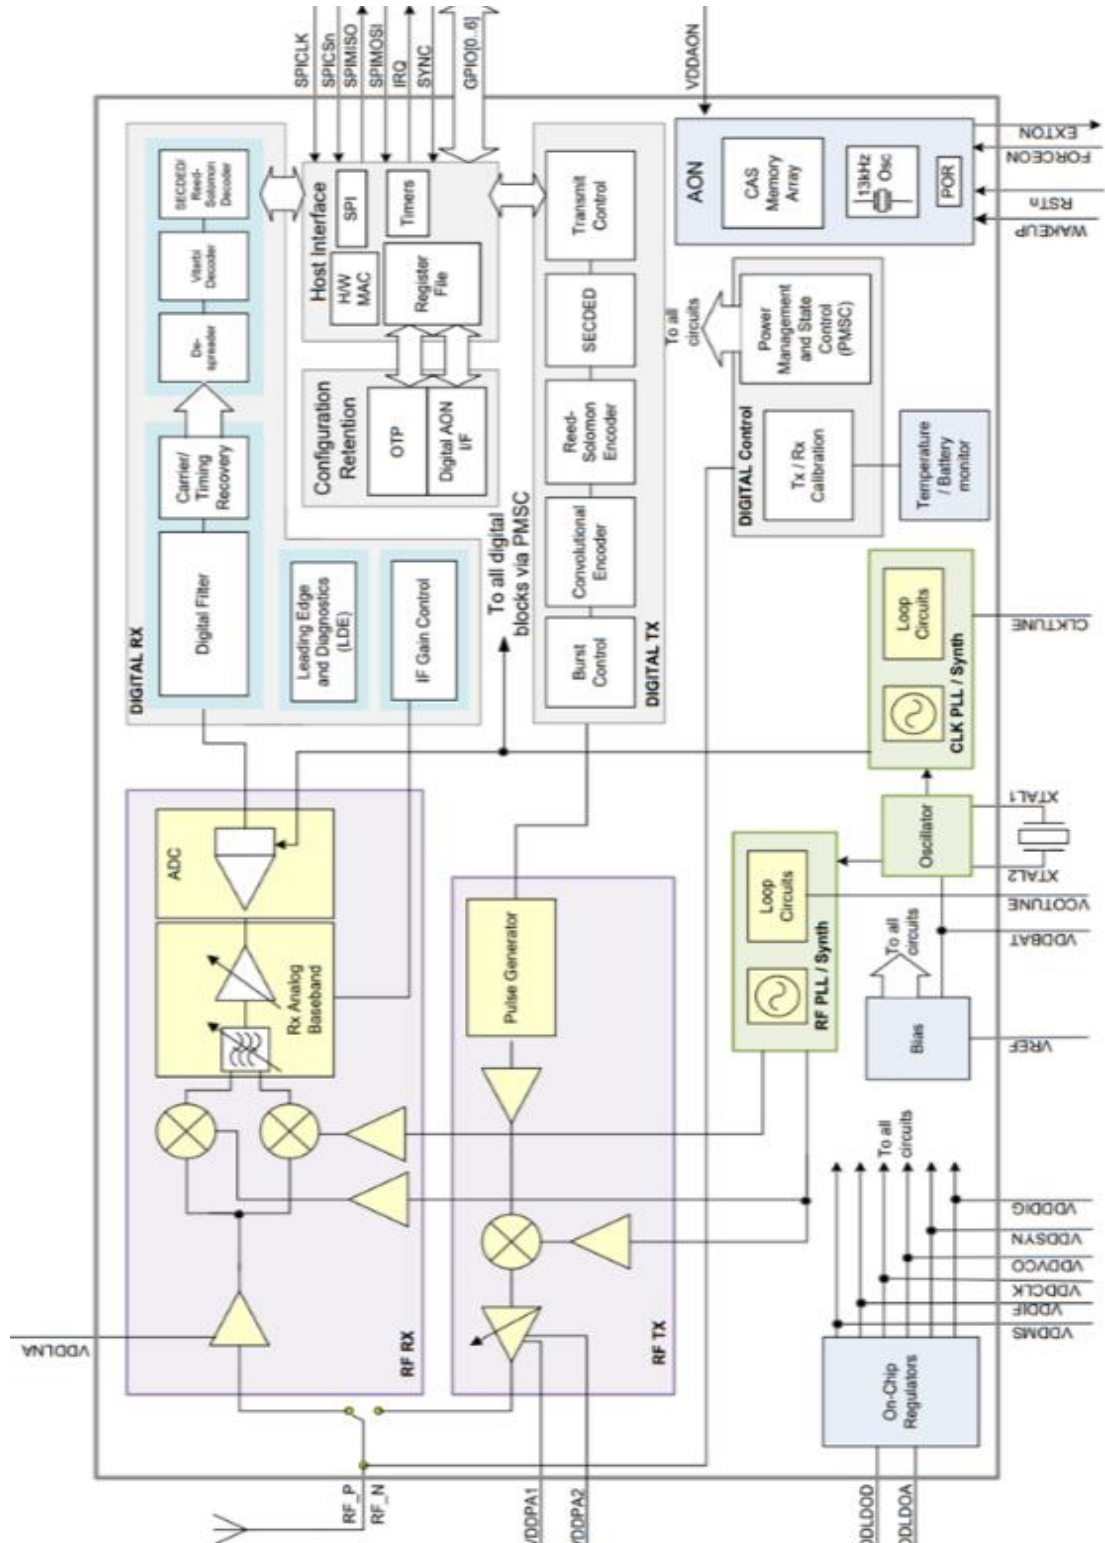 SPICLK
SPICSn
SPIMISO
SPIMOSI
IRQ
SYNC
GPIO[0..6]
VDDAON
SECDED/
Reed-
Solomon
Decoder
Viterbi
Decoder
De-
spreader
Carrier/
Timing
Recovery
Digital Filter
DIGITAL RX
Leading Edge
and Diagnostics
(LDE)
IF Gain Control
Host Interface
SPI
Timers
H/W
MAC
Register
File
Configuration
Retention
OTP
Digital AON
I/F
To all digital
blocks via PMSC
Transmit
Control
SECDED
Reed-
Solomon
Encoder
Convolutional
Encoder
Burst
Control
DIGITAL TX
AON
CAS
Memory
Array
13kHz
Osc
POR
EXTON
FORCEON
RSTn
WAKEUP
To all
circuits
Power
Management
and State
Control
(PMSC)
DIGITAL Control
Tx / Rx
Calibration
Temperature
/ Battery
monitor
Loop
Circuits
CLK PLL / Synth
CLKTUNE
ADC
Rx Analog
Baseband
RF RX
VDDLNA
Pulse Generator
RF TX
Loop
Circuits
RF PLL / Synth
Oscillator
XTAL1
XTAL2
VCOTUNE
VDDBAT
To all
circuits
Bias
VREF
To all
circuits
VDDDIG
VDDSYN
VDDVCO
VDDCLK
VDDIF
VDDMS
On-Chip
Regulators
RF_P
RF_N
VDDPA1
VDDPA2
DDLDOD
DDLDOA